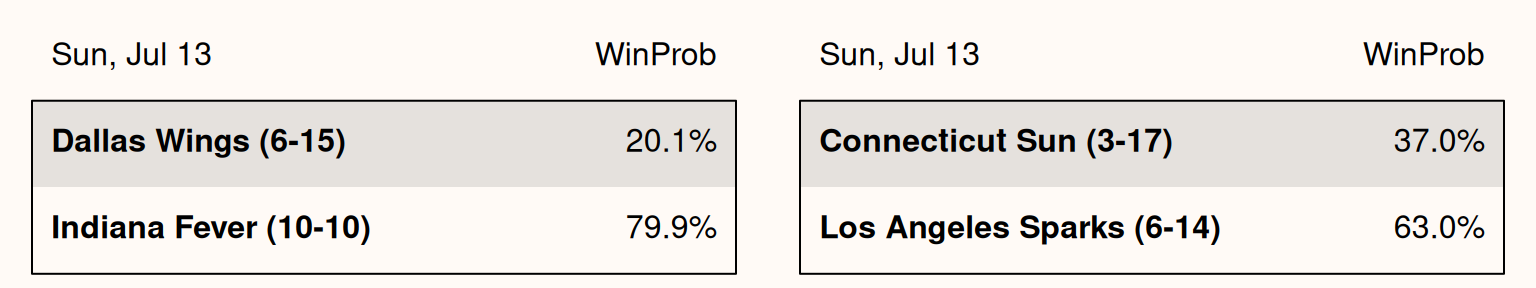 Sun, Jul 13 WinProb
Dallas Wings (6-15) 20.1%
Indiana Fever (10-10) 79.9%
Sun, Jul 13 WinProb
Connecticut Sun (3-17) 37.0%
Los Angeles Sparks (6-14) 63.0%